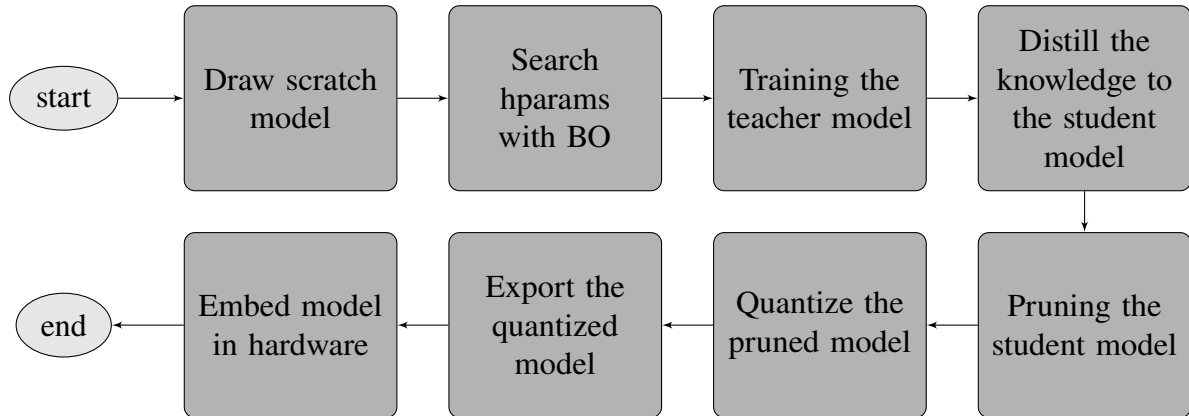 start
Draw scratch
model
Search
hparams
with BO
Training the
teacher model
Distill the
knowledge to
the student
model
Pruning the
student model
Quantize the
pruned model
Export the
quantized
model
Embed model
in hardware
end